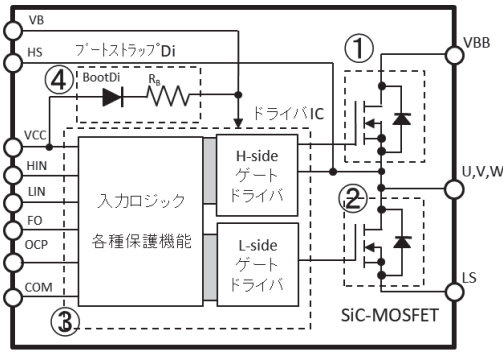 VB
HS
ブートストラップDi
①
VBB
④
BootDi
RB
ドライバIC
VCC
HIN
LIN
FO
OCP
COM
入力ロジック
各種保護機能
H-side
ゲート
ドライバ
L-side
ゲート
ドライバ
U,V,W
②
LS
③
SiC-MOSFET